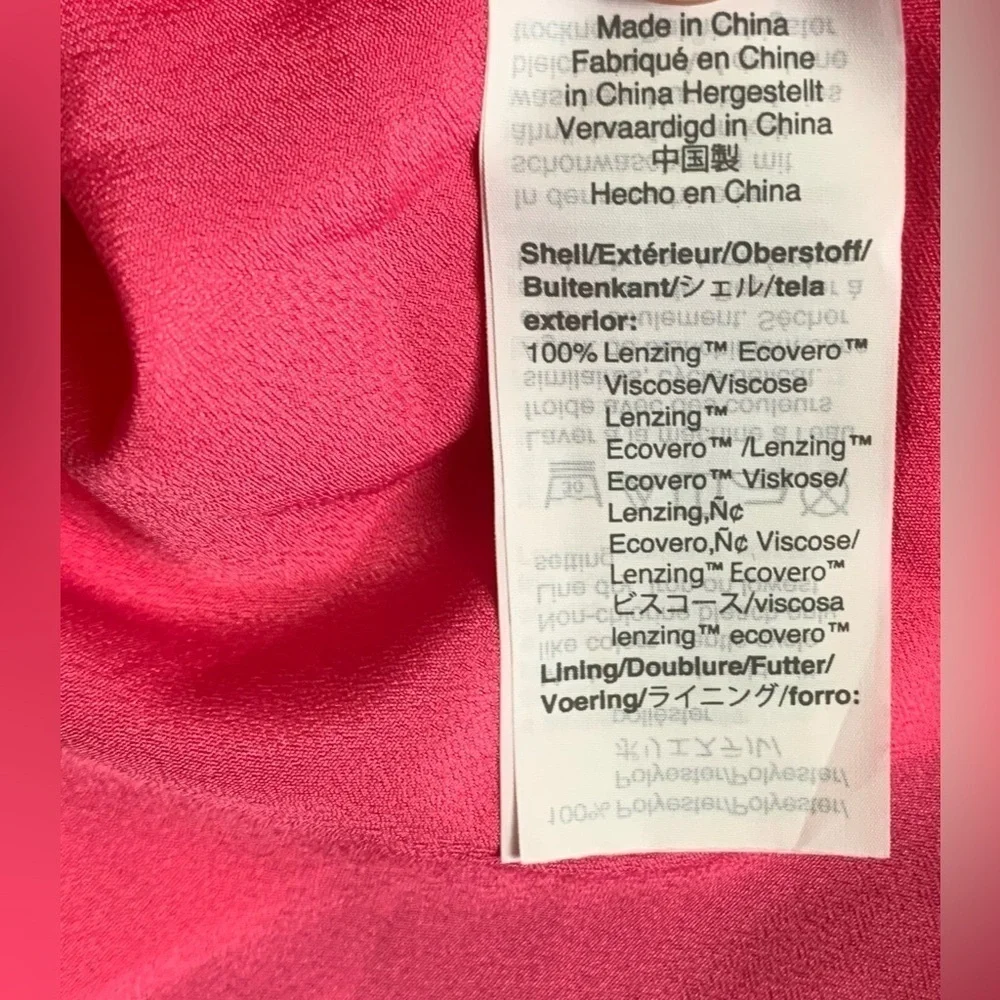 Made in China
Fabriqué en Chine
in China Hergestellt
Vervaardigd in China
中国製
Hecho en China
Shell/Extérieur/Oberstoff/
Buitenkant/シェル/tela
exterior:
100% Lenzing™ Ecovero™
Viscose/Viscose
Lenzing™
Ecovero™ /Lenzing™
Ecovero™ Viskose/
Lenzing‚Ñ¢
Ecovero‚Ñ¢ Viscose/
Lenzing™ Ecovero™
ビスコース/viscosa
lenzing™ ecovero™
Lining/Doublure/Futter/
Voering/ライニング/forro: